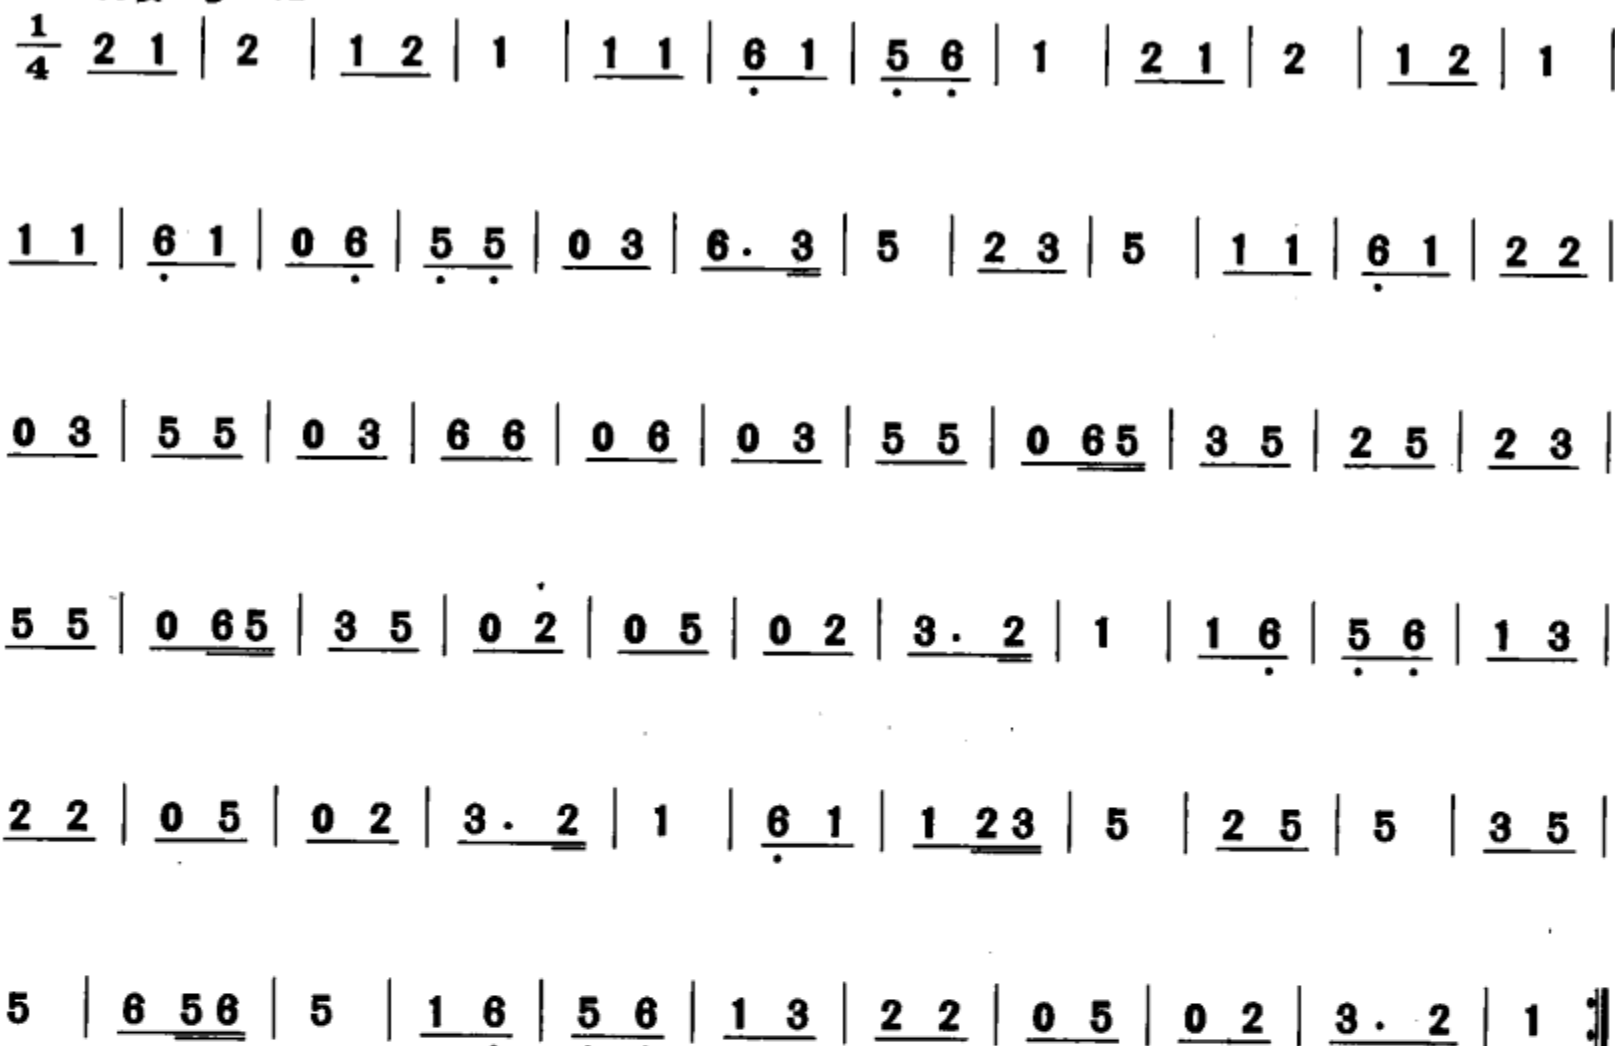 1/4 2 1 | 2 | 1 2 | 1 | 1 1 | 6̣ 1 | 5̣ 6̣ | 1 | 2 1 | 2 | 1 2 | 1 |
1 1 | 6̣ 1 | 0 6̣ | 5̣ 5̣ | 0 3 | 6· 3 | 5 | 2 3 | 5 | 1 1 | 6̣ 1 | 2 2 |
0 3 | 5 5 | 0 3 | 6 6 | 0 6 | 0 3 | 5 5 | 0 65 | 3 5 | 2 5 | 2 3 |
5 5 | 0 65 | 3 5 | 0 2̇ | 0 5 | 0 2 | 3· 2 | 1 | 1 6̣ | 5̣ 6̣ | 1 3 |
2 2 | 0 5 | 0 2 | 3· 2 | 1 | 6̣ 1 | 1 23 | 5 | 2 5 | 5 | 3 5 |
5 | 6 56 | 5 | 1 6̣ | 5̣ 6̣ | 1 3 | 2 2 | 0 5 | 0 2 | 3· 2 | 1 :‖